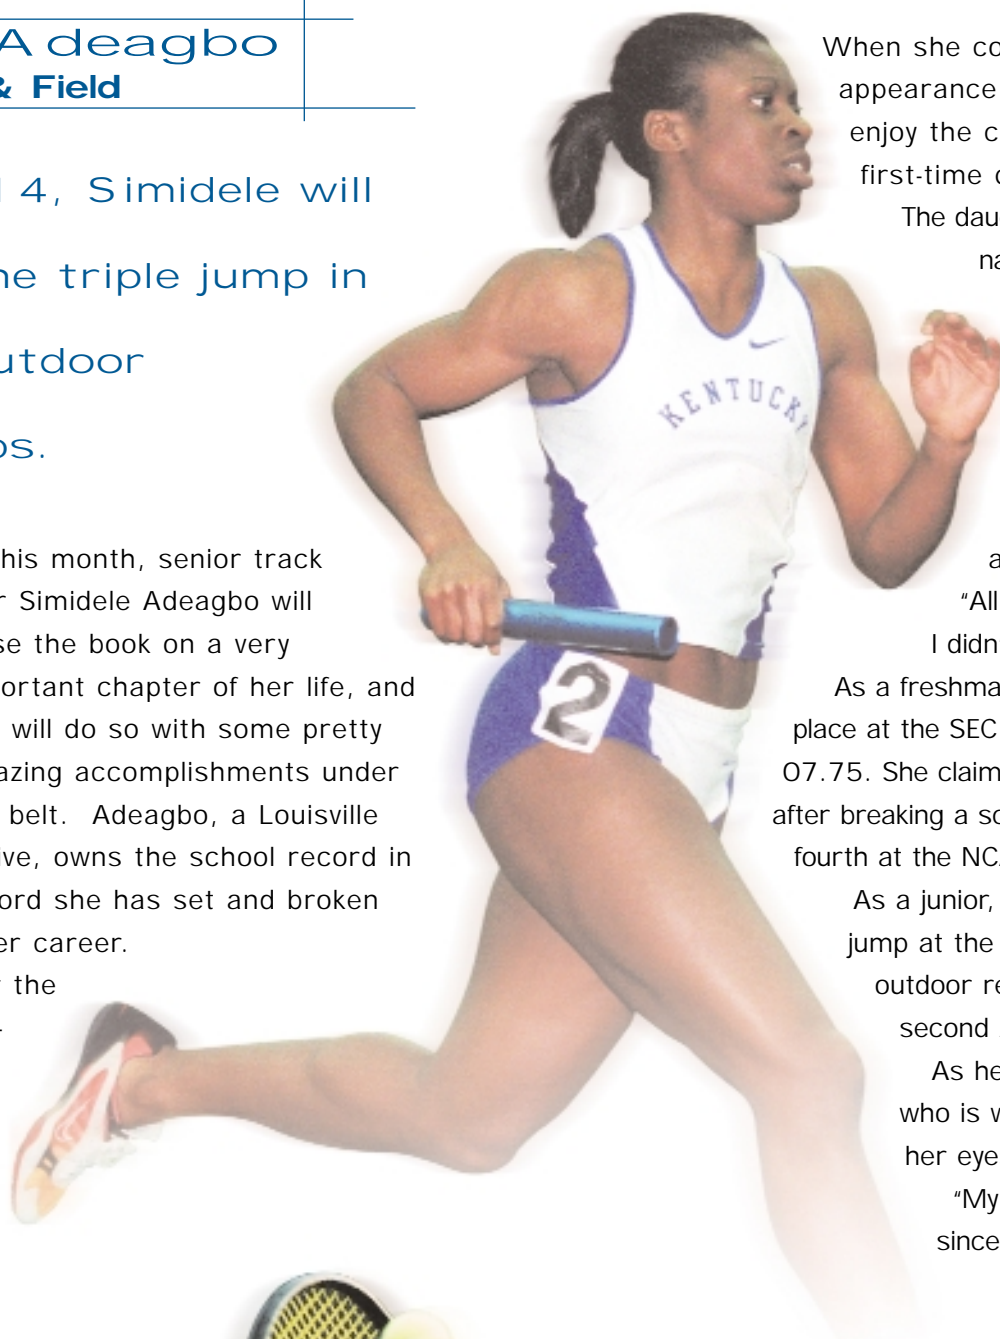 Adeagbo
& Field
4, Simidele will
he triple jump in
utdoor
os.
his month, senior track
r Simidele Adeagbo will
se the book on a very
ortant chapter of her life, and
will do so with some pretty
azing accomplishments under
belt. Adeagbo, a Louisville
ive, owns the school record in
ord she has set and broken
er career.
the
KENTUCKY
2
When she co
appearance
enjoy the c
first-time
The dau
na
a
“All
I didn
As a freshma
place at the SEC
07.75. She claim
after breaking a sc
fourth at the NC
As a junior,
jump at the
outdoor re
second
As he
who is w
her eye
“My
since